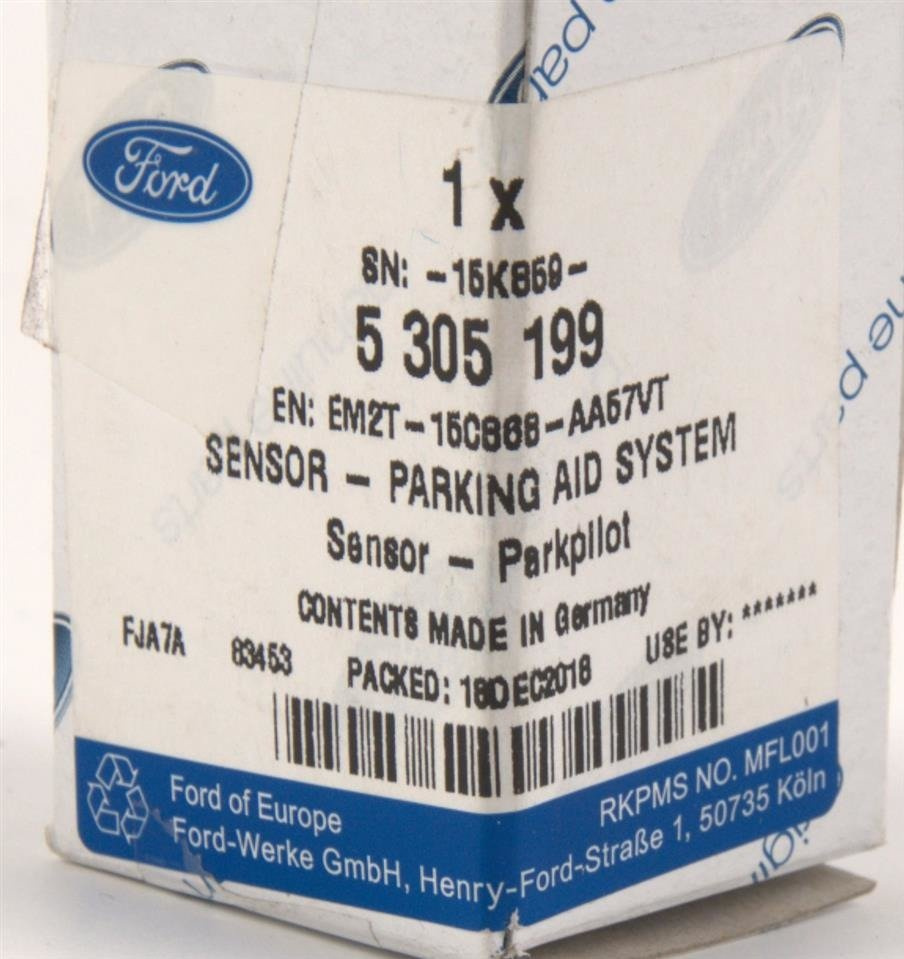 Ford
1 x
SN: -15K859-
5 305 199
EN: EM2T-15C868-AA57VT
SENSOR - PARKING AID SYSTEM
Sensor - Parkpilot
CONTENTS MADE IN Germany
FJA7A 83453 PACKED: 18DEC2018 USE BY: *******
Ford of Europe
RKPMS NO. MFL001
Ford-Werke GmbH, Henry-Ford-Straße 1, 50735 Köln